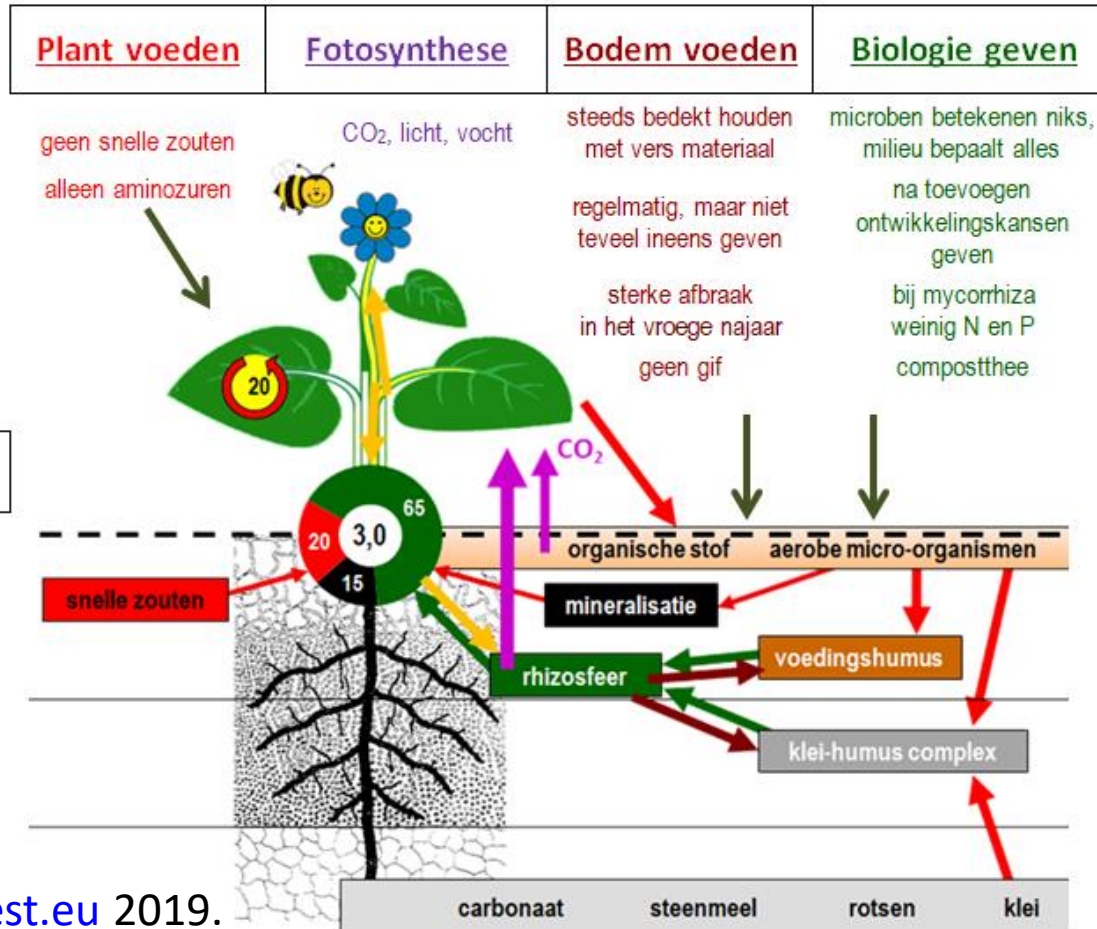 Plant voeden
Fotosynthese
Bodem voeden
Biologie geven
geen snelle zouten
alleen aminozuren
CO₂, licht, vocht
steeds bedekt houden
met vers materiaal
regelmatig, maar niet
teveel ineens geven
sterke afbraak
in het vroege najaar
geen gif
microben betekenen niks,
milieu bepaalt alles
na toevoegen
ontwikkelingskansen
geven
bij mycorrhiza
weinig N en P
compostthee
20
CO₂
65
20
3,0
15
organische stof
aerobe micro-organismen
snelle zouten
mineralisatie
voedingshumus
rhizosfeer
klei-humus complex
carbonaat
steenmeel
rotsen
klei
est.eu 2019.